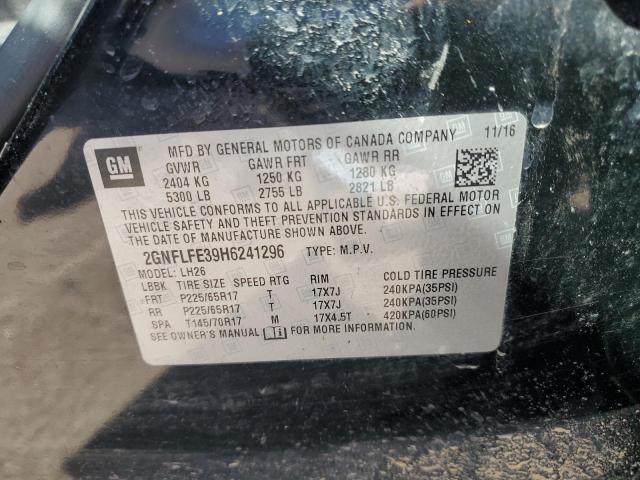 GM
MFD BY GENERAL MOTORS OF CANADA COMPANY 11/16
GVWR GAWR FRT GAWR RR
2404 KG 1250 KG 1280 KG
5300 LB 2755 LB 2821 LB
THIS VEHICLE CONFORMS TO ALL APPLICABLE U.S. FEDERAL MOTOR
VEHICLE SAFETY AND THEFT PREVENTION STANDARDS IN EFFECT ON
THE DATE OF MANUFACTURE SHOWN ABOVE.
2GNFLFE39H6241296 TYPE: M.P.V.
MODEL: LH26
LBBK TIRE SIZE SPEED RTG RIM COLD TIRE PRESSURE
FRT P225/65R17 T 17X7J 240KPA(35PSI)
RR P225/65R17 T 17X7J 240KPA(35PSI)
SPA T145/70R17 M 17X4.5T 420KPA(60PSI)
SEE OWNER'S MANUAL